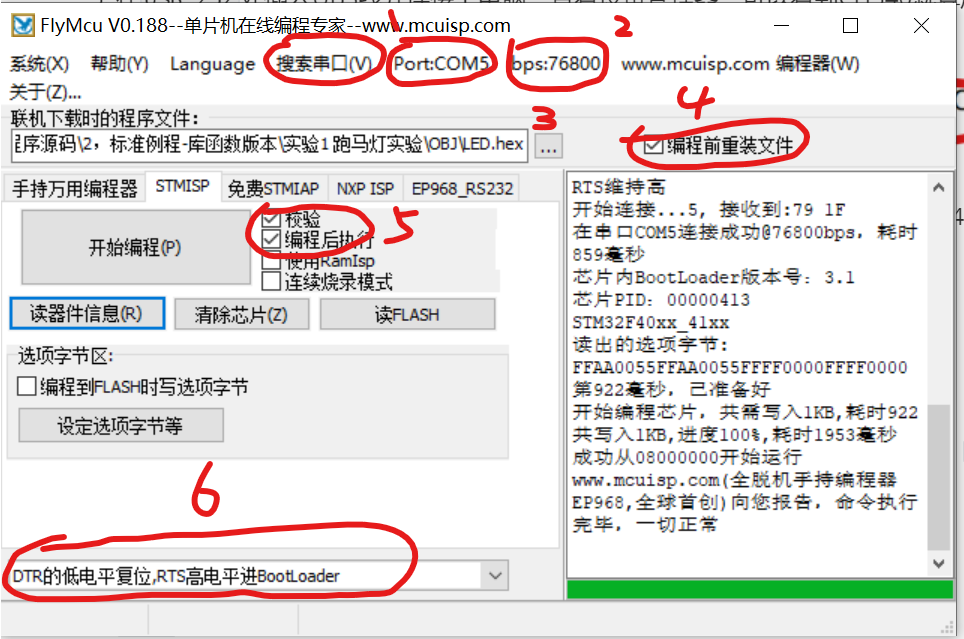 FlyMcu V0.188--单片机在线编程专家--www.mcuisp.com
系统(X) 帮助(Y) Language 搜索串口(V) Port:COM5 bps:76800 www.mcuisp.com 编程器(W)
关于(Z)...
1
2
联机下载时的程序文件:
程序源码\2，标准例程-库函数版本\实验1 跑马灯实验\OBJ\LED.hex ...
3
4
编程前重装文件
手持万用编程器 STMISP 免费STMIAP NXP ISP EP968_RS232
开始编程(P)
校验
编程后执行
使用RamIsp
连续烧录模式
5
读器件信息(R) 清除芯片(Z) 读FLASH
选项字节区:
编程到FLASH时写选项字节
设定选项字节等
6
DTR的低电平复位,RTS高电平进BootLoader
RTS维持高
开始连接...5, 接收到:79 1F
在串口COM5连接成功@76800bps, 耗时
859毫秒
芯片内BootLoader版本号: 3.1
芯片PID: 00000413
STM32F40xx_41xx
读出的选项字节:
FFAA0055FFAA0055FFFF0000FFFF0000
第922毫秒, 已准备好
开始编程芯片, 共需写入1KB,耗时922
共写入1KB,进度100%,耗时1953毫秒
成功从08000000开始运行
www.mcuisp.com(全脱机手持编程器
EP968,全球首创)向您报告, 命令执行
完毕, 一切正常